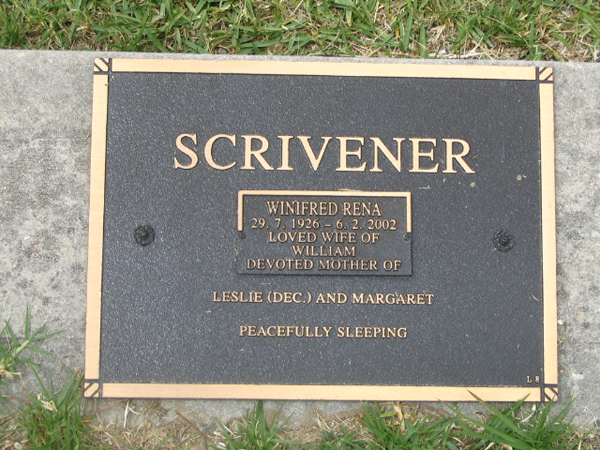 SCRIVENER
WINIFRED RENA
29. 7. 1926 – 6. 2. 2002
LOVED WIFE OF
WILLIAM
DEVOTED MOTHER OF
LESLIE (DEC.) AND MARGARET
PEACEFULLY SLEEPING
L 8